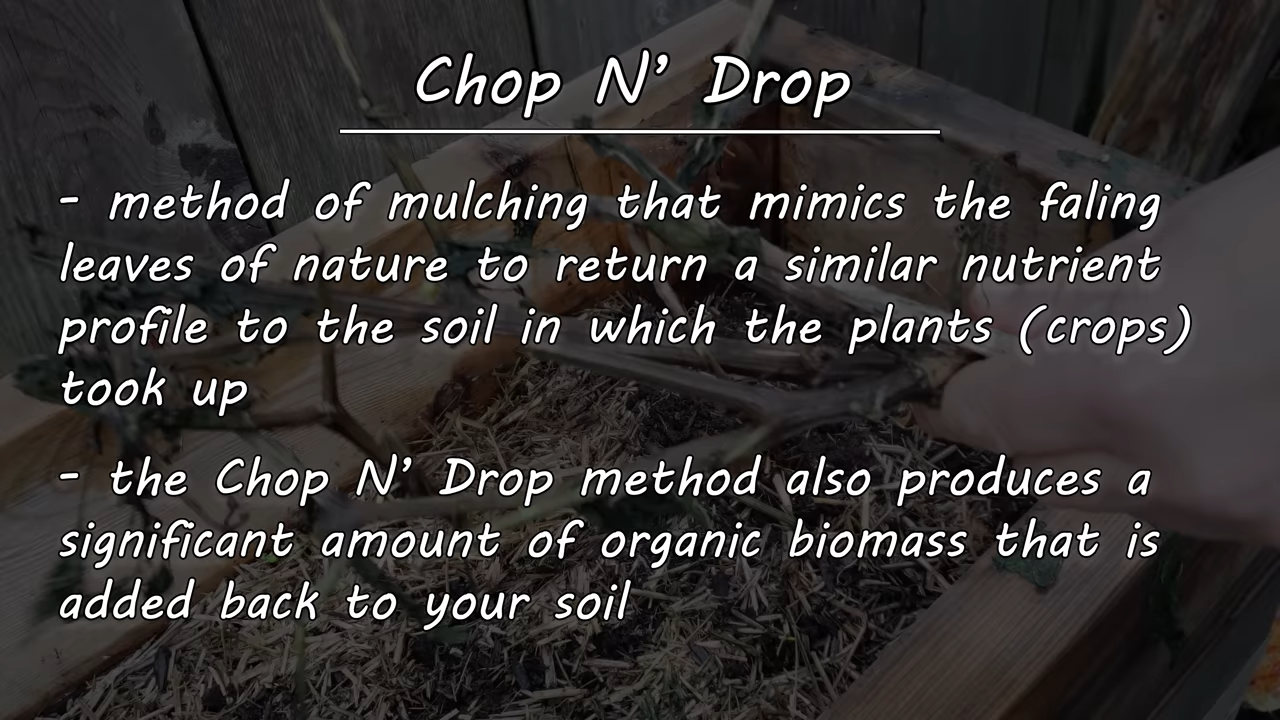 Chop N’ Drop
- method of mulching that mimics the faling
leaves of nature to return a similar nutrient
profile to the soil in which the plants (crops)
took up
- the Chop N’ Drop method also produces a
significant amount of organic biomass that is
added back to your soil